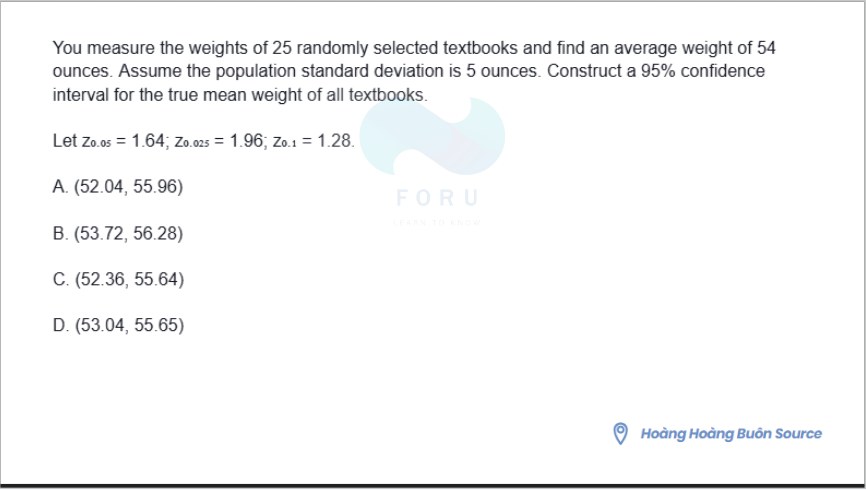 You measure the weights of 25 randomly selected textbooks and find an average weight of 54
ounces. Assume the population standard deviation is 5 ounces. Construct a 95% confidence
interval for the true mean weight of all textbooks.
Let z₀.₀₅ = 1.64; z₀.₀₂₅ = 1.96; z₀.₁ = 1.28.
A. (52.04, 55.96)
FORU
B. (53.72, 56.28)
C. (52.36, 55.64)
D. (53.04, 55.65)
Hoàng Hoàng Buôn Source